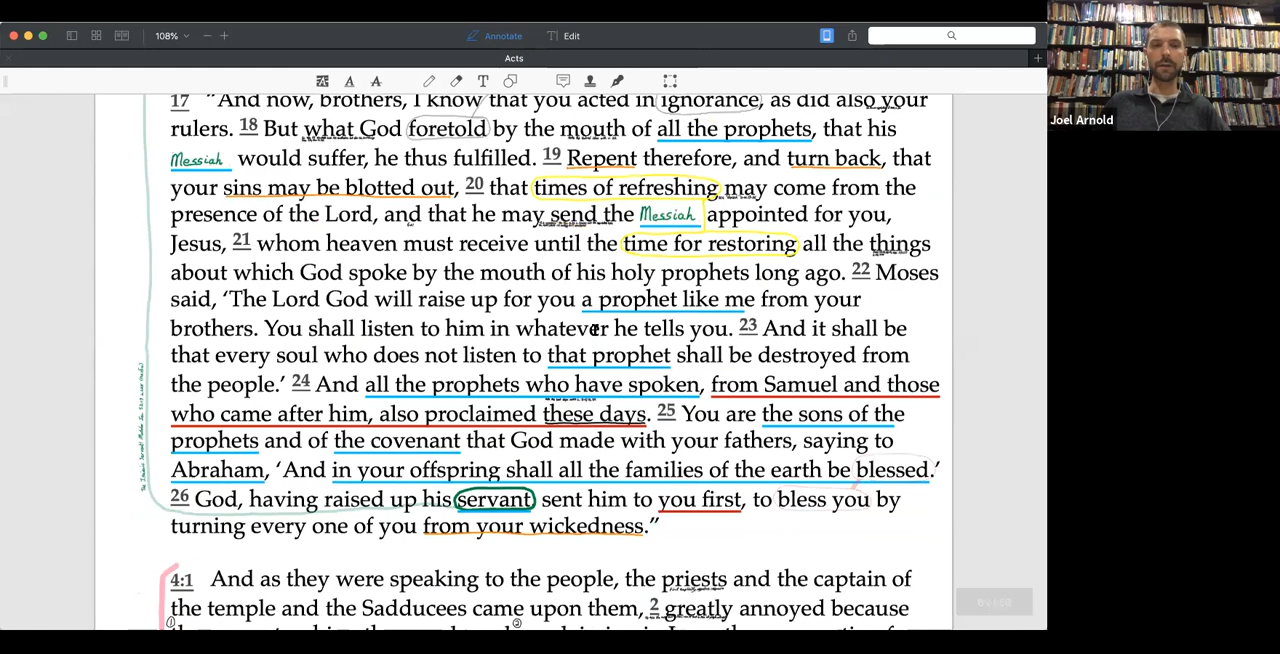 108%
Annotate
Edit
Acts
Joel Arnold
17 "And now, brothers, I know that you acted in ignorance, as did also your
rulers. 18 But what God foretold by the mouth of all the prophets, that his
Messiah would suffer, he thus fulfilled. 19 Repent therefore, and turn back, that
your sins may be blotted out, 20 that times of refreshing may come from the
presence of the Lord, and that he may send the Messiah appointed for you,
Jesus, 21 whom heaven must receive until the time for restoring all the things
about which God spoke by the mouth of his holy prophets long ago. 22 Moses
said, ‘The Lord God will raise up for you a prophet like me from your
brothers. You shall listen to him in whatever he tells you. 23 And it shall be
that every soul who does not listen to that prophet shall be destroyed from
the people.’ 24 And all the prophets who have spoken, from Samuel and those
who came after him, also proclaimed these days. 25 You are the sons of the
prophets and of the covenant that God made with your fathers, saying to
Abraham, ‘And in your offspring shall all the families of the earth be blessed.’
26 God, having raised up his servant, sent him to you first, to bless you by
turning every one of you from your wickedness.”
4:1 And as they were speaking to the people, the priests and the captain of
the temple and the Sadducees came upon them, 2 greatly annoyed because